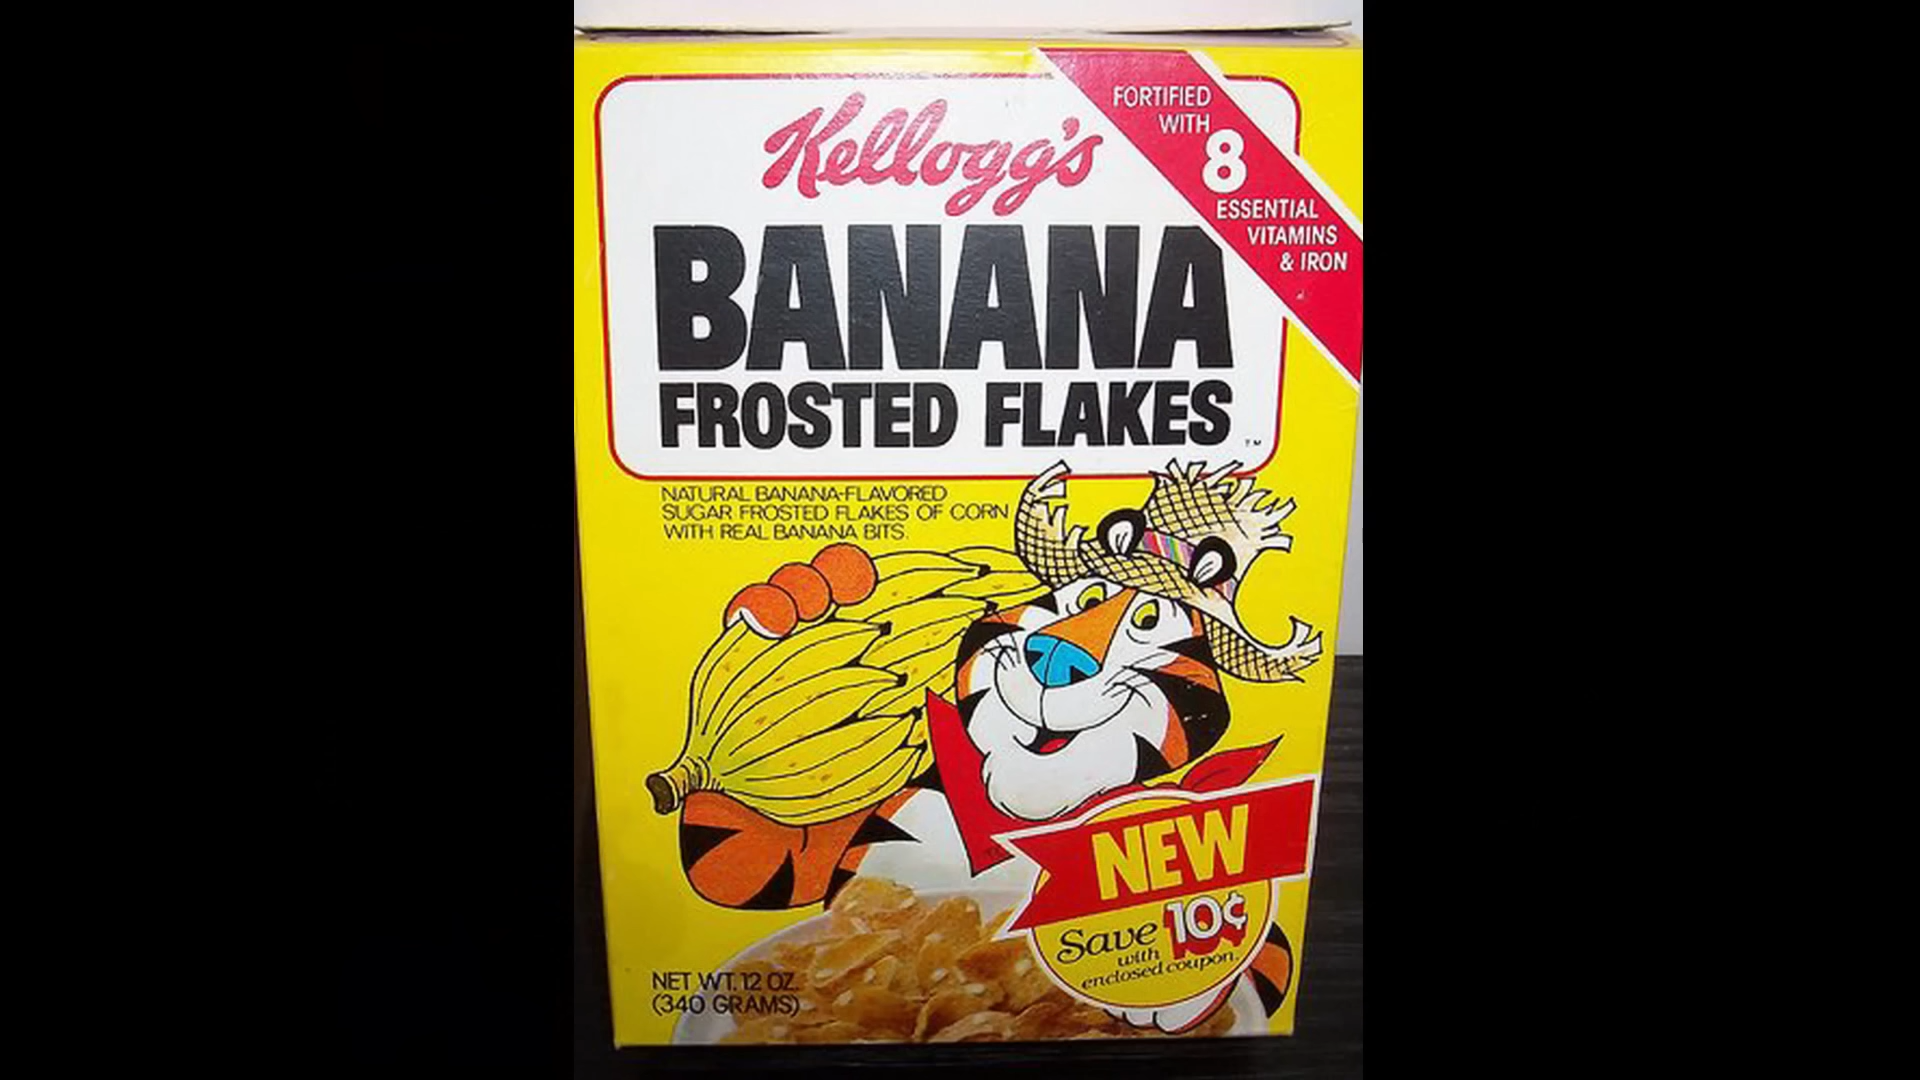 Kellogg's
FORTIFIED
WITH
8
ESSENTIAL
VITAMINS
& IRON
BANANA
FROSTED FLAKES ™
NATURAL BANANA-FLAVORED
SUGAR FROSTED FLAKES OF CORN
WITH REAL BANANA BITS.
NEW
Save 10¢
with
enclosed coupon.
NET WT. 12 OZ.
(340 GRAMS)